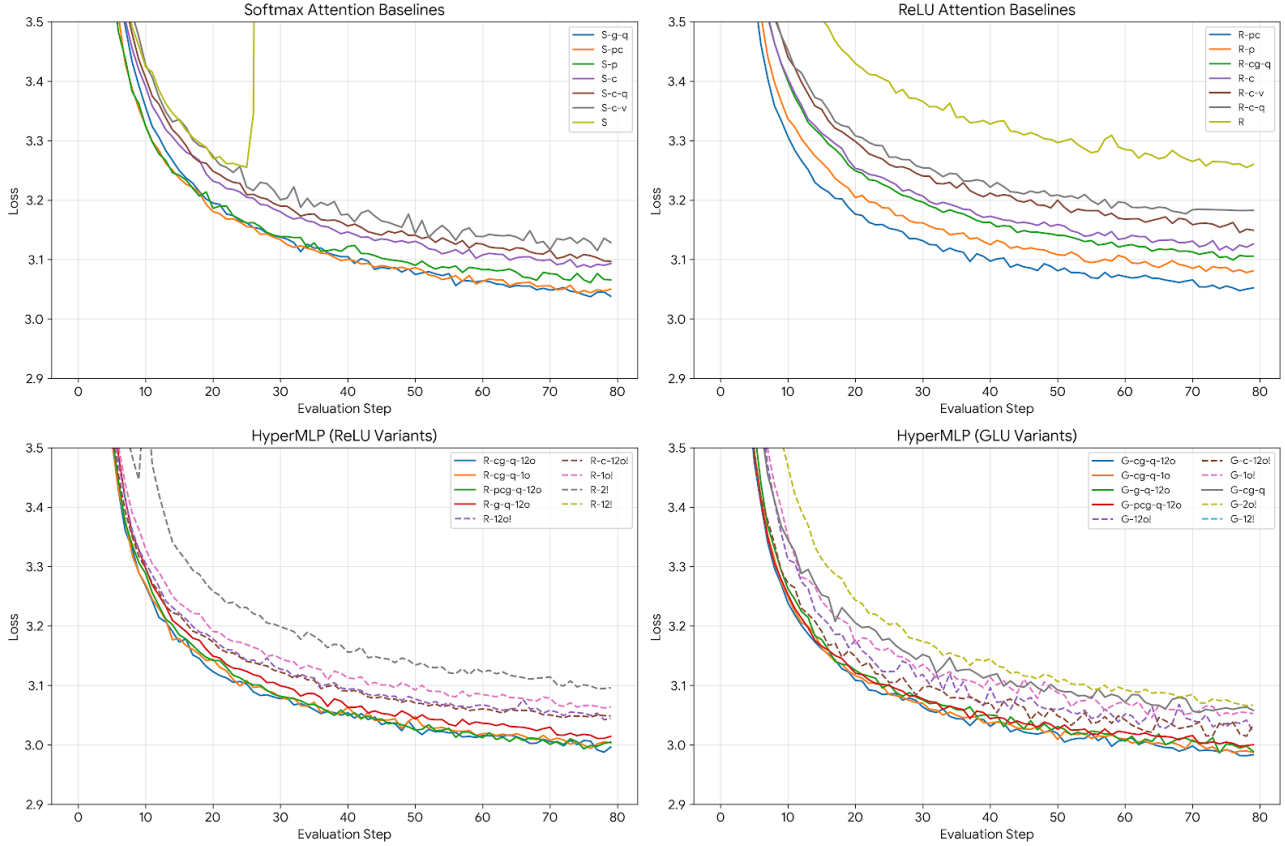 Softmax Attention Baselines
3.5
3.4
3.3
3.2
3.1
3.0
2.9
Loss
0 10 20 30 40 50 60 70 80
Evaluation Step
S-g-q
S-pc
S-p
S-c
S-c-q
S-c-v
S
ReLU Attention Baselines
3.5
3.4
3.3
3.2
3.1
3.0
2.9
Loss
0 10 20 30 40 50 60 70 80
Evaluation Step
R-pc
R-p
R-cg-q
R-c
R-c-v
R-c-q
R
HyperMLP (ReLU Variants)
3.5
3.4
3.3
3.2
3.1
3.0
2.9
Loss
0 10 20 30 40 50 60 70 80
Evaluation Step
R-cg-q-12o
R-cg-q-1o
R-pcg-q-12o
R-g-q-12o
R-12o!
R-c-12o!
R-1o!
R-2!
R-12!
HyperMLP (GLU Variants)
3.5
3.4
3.3
3.2
3.1
3.0
2.9
Loss
0 10 20 30 40 50 60 70 80
Evaluation Step
G-cg-q-12o
G-cg-q-1o
G-g-q-12o
G-pcg-q-12o
G-12o!
G-c-12o!
G-1o!
G-cg-q
G-2o!
G-12!